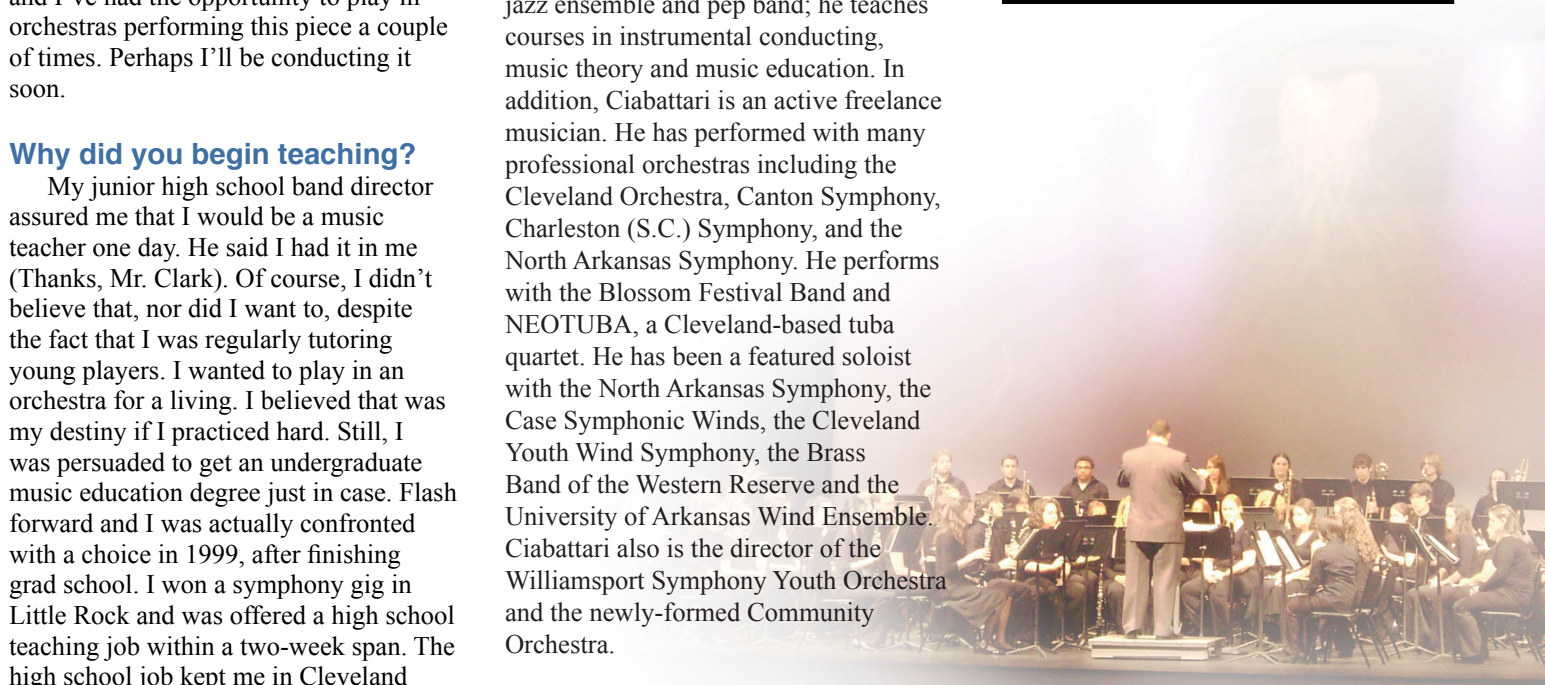 and I've had the opportunity to play in
orchestras performing this piece a couple
of times. Perhaps I'll be conducting it
soon.
Why did you begin teaching?
My junior high school band director
assured me that I would be a music
teacher one day. He said I had it in me
(Thanks, Mr. Clark). Of course, I didn't
believe that, nor did I want to, despite
the fact that I was regularly tutoring
young players. I wanted to play in an
orchestra for a living. I believed that was
my destiny if I practiced hard. Still, I
was persuaded to get an undergraduate
music education degree just in case. Flash
forward and I was actually confronted
with a choice in 1999, after finishing
grad school. I won a symphony gig in
Little Rock and was offered a high school
teaching job within a two-week span. The
high school job kept me in Cleveland
jazz ensemble and pep band; he teaches
courses in instrumental conducting,
music theory and music education. In
addition, Ciabattari is an active freelance
musician. He has performed with many
professional orchestras including the
Cleveland Orchestra, Canton Symphony,
Charleston (S.C.) Symphony, and the
North Arkansas Symphony. He performs
with the Blossom Festival Band and
NEOTUBA, a Cleveland-based tuba
quartet. He has been a featured soloist
with the North Arkansas Symphony, the
Case Symphonic Winds, the Cleveland
Youth Wind Symphony, the Brass
Band of the Western Reserve and the
University of Arkansas Wind Ensemble.
Ciabattari also is the director of the
Williamsport Symphony Youth Orchestra
and the newly-formed Community
Orchestra.